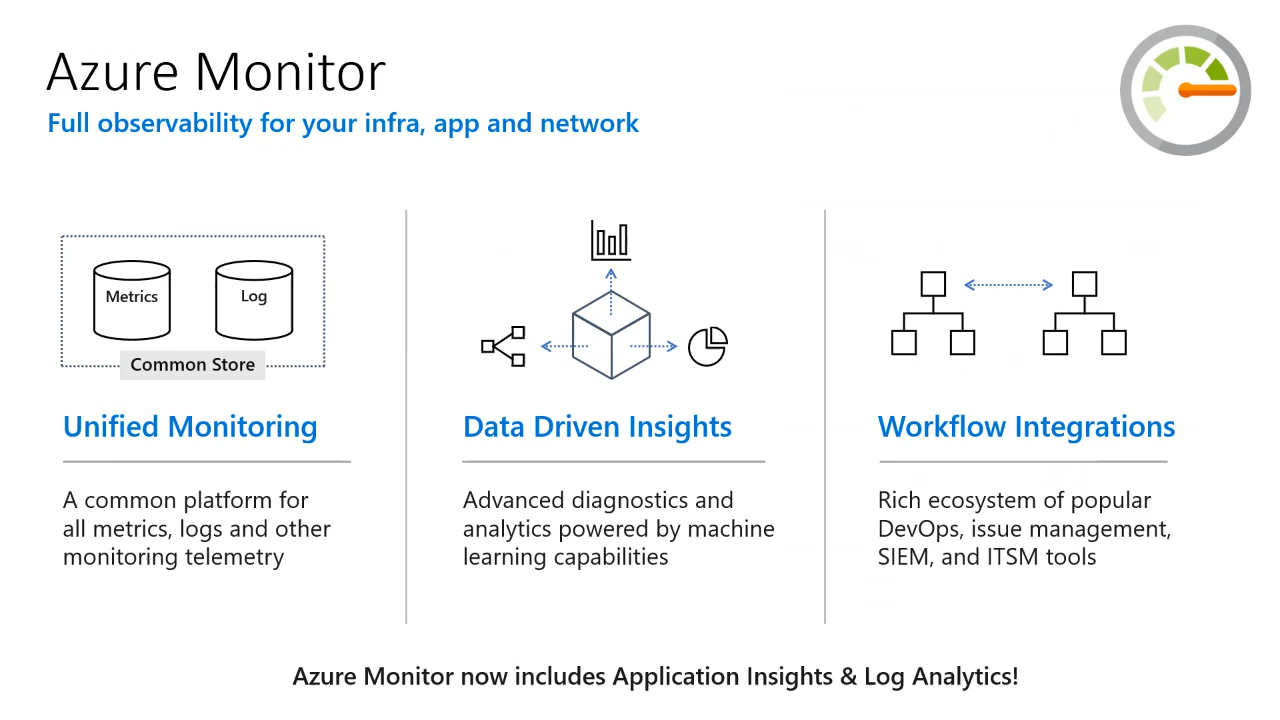 Azure Monitor
Full observability for your infra, app and network
Metrics
Log
Common Store
Unified Monitoring
A common platform for
all metrics, logs and other
monitoring telemetry
Data Driven Insights
Advanced diagnostics and
analytics powered by machine
learning capabilities
Workflow Integrations
Rich ecosystem of popular
DevOps, issue management,
SIEM, and ITSM tools
Azure Monitor now includes Application Insights & Log Analytics!